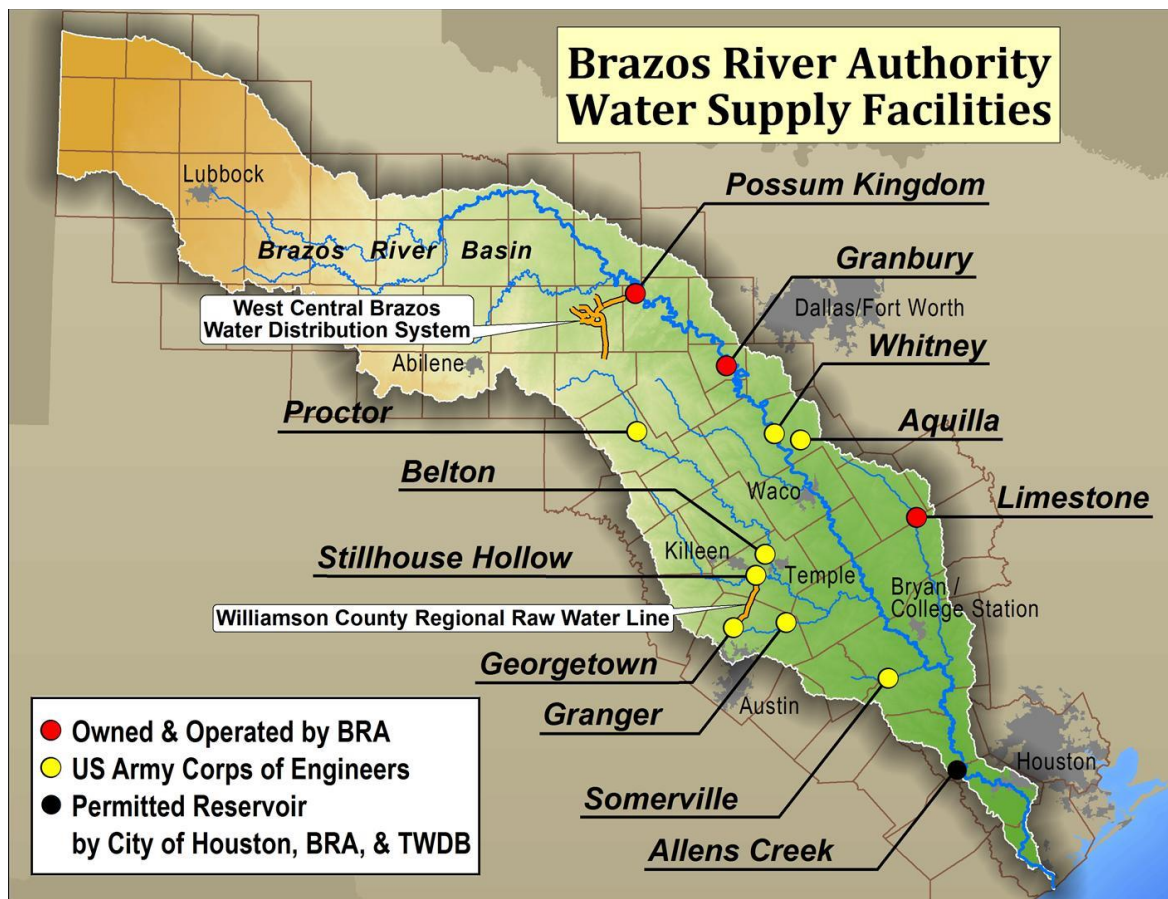 Brazos River Authority
Water Supply Facilities
Lubbock
Possum Kingdom
Brazos River Basin
Granbury
West Central Brazos
Water Distribution System
Dallas/Fort Worth
Whitney
Abilene
Proctor
Aquilla
Belton
Waco
Limestone
Stillhouse Hollow
Killeen
Temple
Bryan /
College Station
Williamson County Regional Raw Water Line
Georgetown
Granger
Austin
Houston
Somerville
Allens Creek
Owned & Operated by BRA
US Army Corps of Engineers
Permitted Reservoir
by City of Houston, BRA, & TWDB